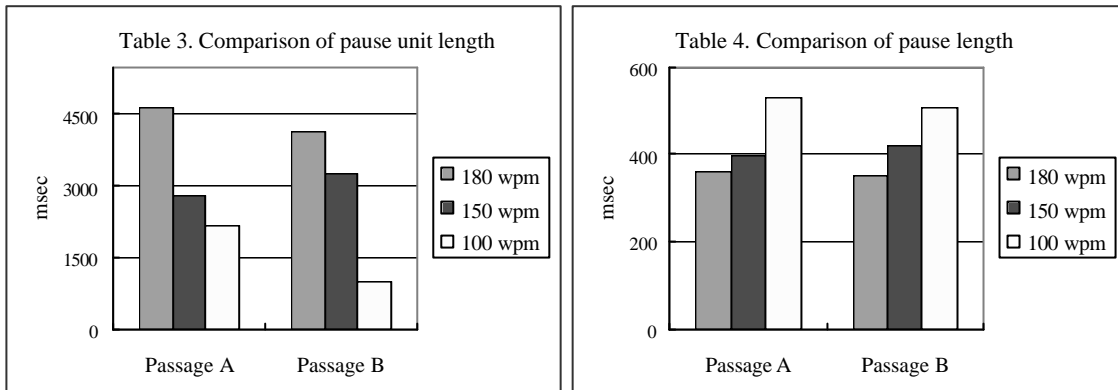 Table 3. Comparison of pause unit length
4500
3000
1500
0
msec
Passage A
Passage B
180 wpm
150 wpm
100 wpm
Table 4. Comparison of pause length
600
400
200
0
msec
Passage A
Passage B
180 wpm
150 wpm
100 wpm